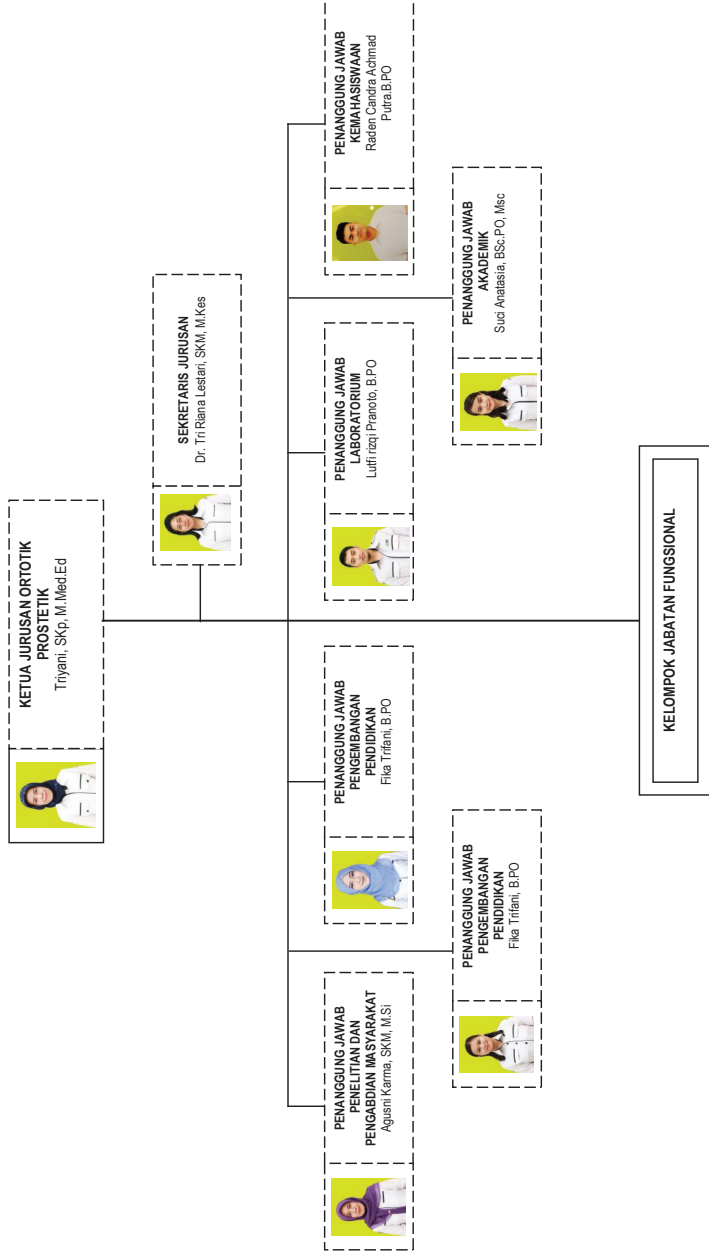 KETUA JURUSAN ORTOTIK
PROSTETIK
Triyani, SKp, M.Med.Ed
SEKRETARIS JURUSAN
Dr. Tri Riana Lestari, SKM, M.Kes
PENANGGUNG JAWAB
PENELITIAN DAN
PENGABDIAN MASYARAKAT
Agusni Karma, SKM, M.Si
PENANGGUNG JAWAB
PENGEMBANGAN
PENDIDIKAN
Fika Trifani, B.PO
PENANGGUNG JAWAB
LABORATORIUM
Lutfi rizqi Pranoto, B.PO
PENANGGUNG JAWAB
KEMAHASISWAAN
Raden Candra Achmad
Putra.B.PO
PENANGGUNG JAWAB
PENGEMBANGAN
PENDIDIKAN
Fika Trifani, B.PO
PENANGGUNG JAWAB
AKADEMIK
Suci Anatasia, BSc.PO, Msc
KELOMPOK JABATAN FUNGSIONAL